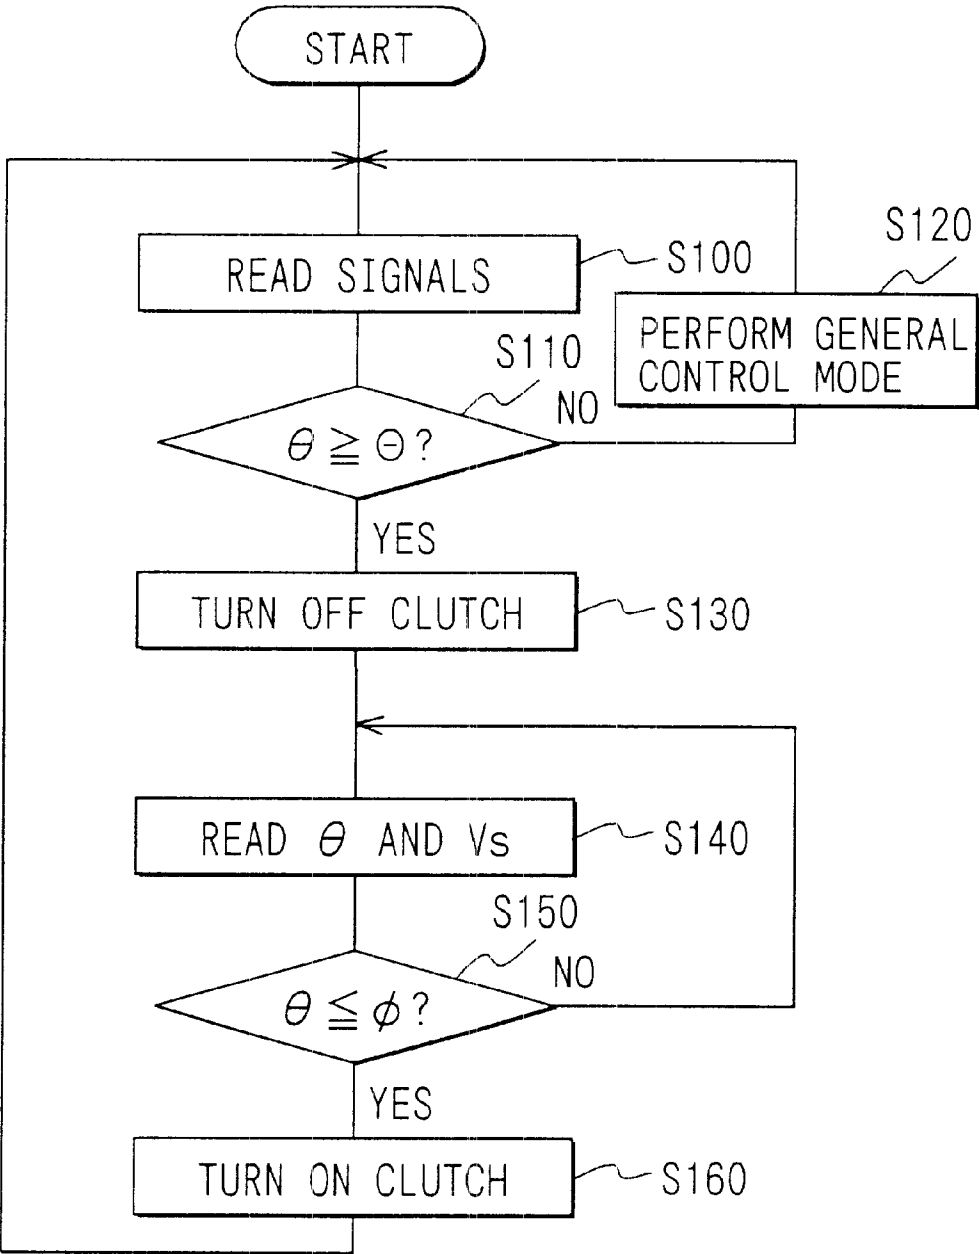 START
READ SIGNALS
S100
S120
PERFORM GENERAL
CONTROL MODE
S110
NO
θ ≧ Θ ?
YES
TURN OFF CLUTCH
S130
READ θ AND Vs
S140
S150
NO
θ ≦ ϕ ?
YES
TURN ON CLUTCH
S160